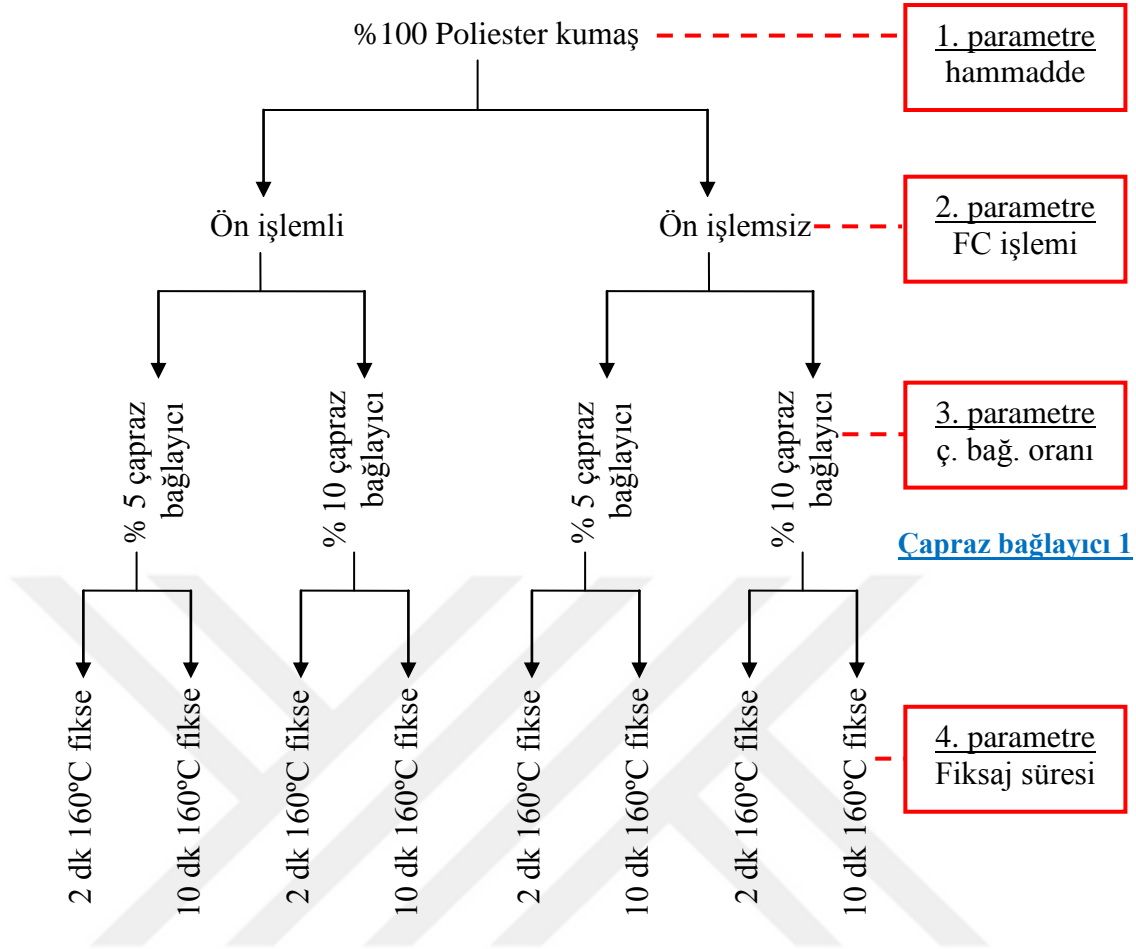 %100 Poliester kumaş
1. parametre
hammadde
Ön işlemli
Ön işlemsiz
2. parametre
FC işlemi
% 5 çapraz
bağlayıcı
% 10 çapraz
bağlayıcı
% 5 çapraz
bağlayıcı
% 10 çapraz
bağlayıcı
3. parametre
ç. bağ. oranı
Çapraz bağlayıcı 1
2 dk 160ºC fikse
10 dk 160ºC fikse
2 dk 160ºC fikse
10 dk 160ºC fikse
2 dk 160ºC fikse
10 dk 160ºC fikse
2 dk 160ºC fikse
10 dk 160ºC fikse
4. parametre
Fiksaj süresi